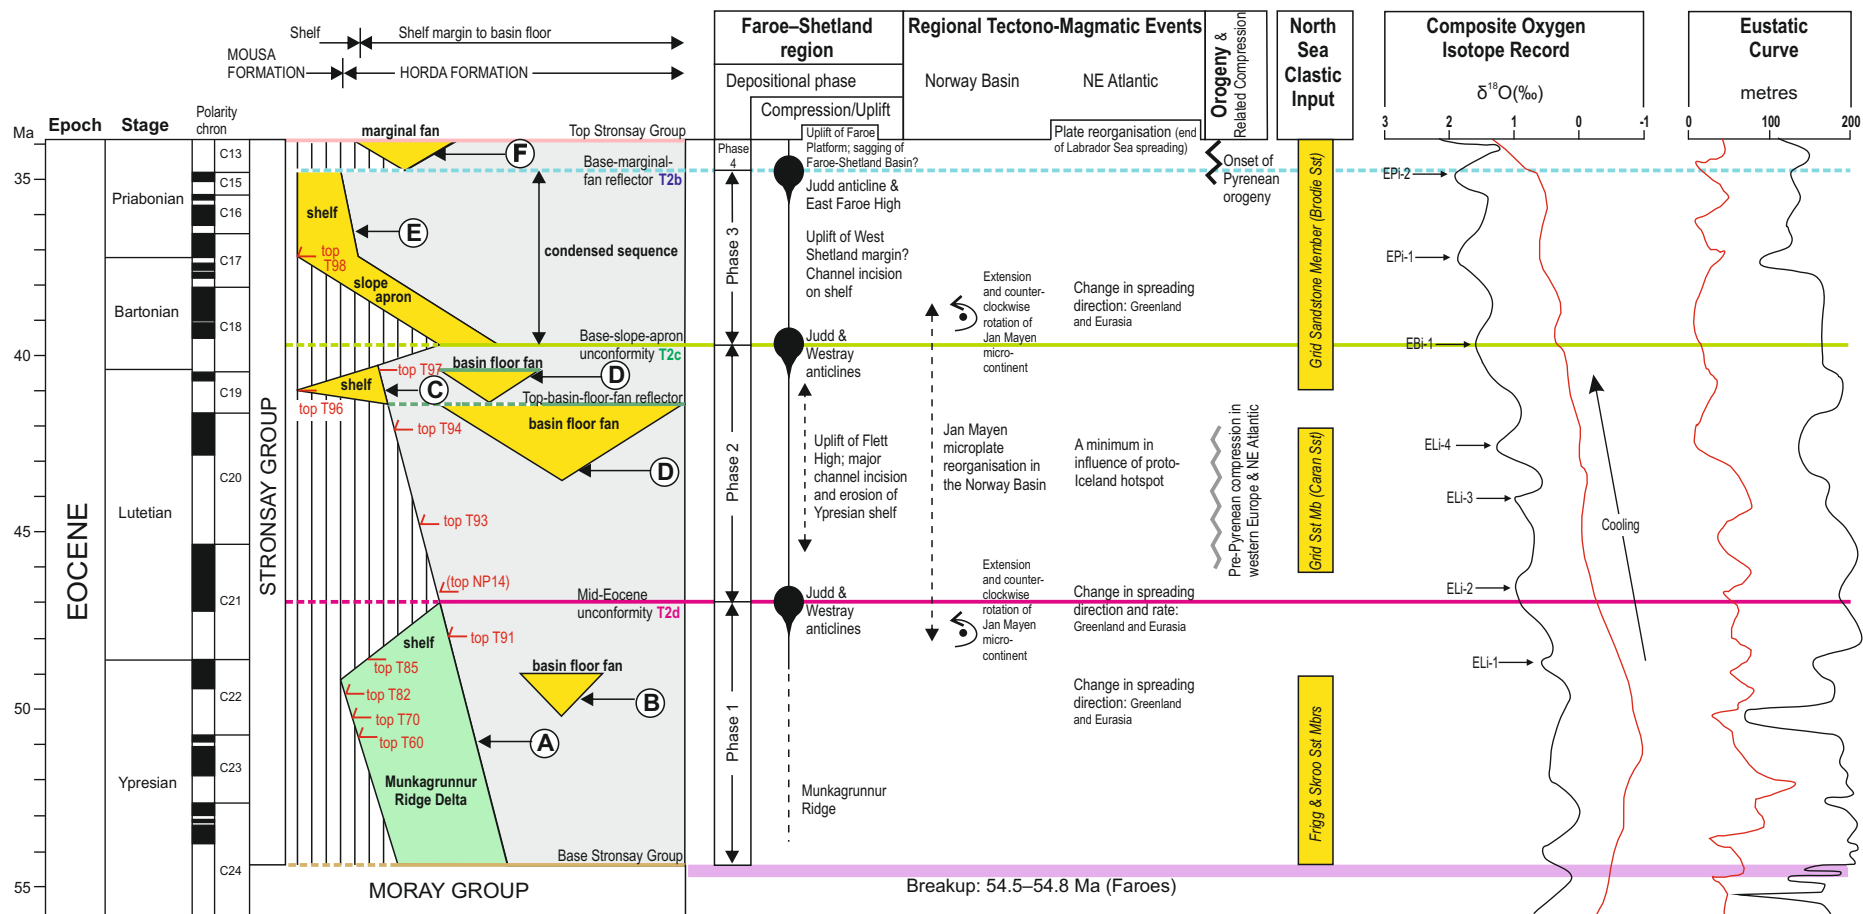 Shelf
Shelf margin to basin floor
MOUSA
FORMATION
HORDA FORMATION
Faroe–Shetland
region
Regional Tectono-Magmatic Events
Orogeny &
Related Compression
North
Sea
Clastic
Input
Composite Oxygen
Isotope Record
Eustatic
Curve
Depositional phase
Norway Basin
NE Atlantic
δ18O(‰)
metres
Compression/Uplift
Ma
Epoch
Stage
Polarity
chron
3
2
1
0
-1
0
100
200
marginal fan
Top Stronsay Group
Uplift of Faroe
Platform; sagging of
Faroe-Shetland Basin?
Plate reorganisation (end
of Labrador Sea spreading)
Phase
4
C13
F
Base-marginal-
fan reflector T2b
Onset of
Pyrenean
orogeny
EPi-2
35
C15
Priabonian
C16
shelf
E
Judd anticline &
East Faroe High
condensed sequence
Phase 3
Uplift of West
Shetland margin?
Channel incision
on shelf
EPi-1
top
T98
C17
slope
apron
Bartonian
C18
Extension
and counter-
clockwise
rotation of
Jan Mayen
micro-
continent
Change in spreading
direction: Greenland
and Eurasia
Grid Sandstone Member (Brodie Sst)
Base-slope-apron
unconformity T2c
Judd &
Westray
anticlines
EBi-1
40
basin floor fan
top T97
D
C19
shelf
C
Top-basin-floor-fan reflector
top T96
top T94
basin floor fan
D
C20
ELi-4
Lutetian
EOCENE
STRONSAY GROUP
Phase 2
Uplift of Flett
High; major
channel incision
and erosion of
Ypresian shelf
Jan Mayen
microplate
reorganisation in
the Norway Basin
A minimum in
influence of proto-
Iceland hotspot
Pre-Pyrenean compression in
western Europe & NE Atlantic
Grid Sst Mb (Caran Sst)
ELi-3
Cooling
45
top T93
(top NP14)
C21
Mid-Eocene
unconformity T2d
Judd &
Westray
anticlines
Extension
and counter-
clockwise
rotation of
Jan Mayen
micro-
continent
Change in spreading
direction and rate:
Greenland and Eurasia
ELi-2
shelf
top T91
top T85
ELi-1
basin floor fan
C22
top T82
B
Change in spreading
direction: Greenland
and Eurasia
50
top T70
top T60
A
Phase 1
C23
Ypresian
Munkagrunnur
Ridge Delta
Munkagrunnur
Ridge
Frigg & Skroo Sst Mbrs
Base Stronsay Group
C24
55
MORAY GROUP
Breakup: 54.5–54.8 Ma (Faroes)